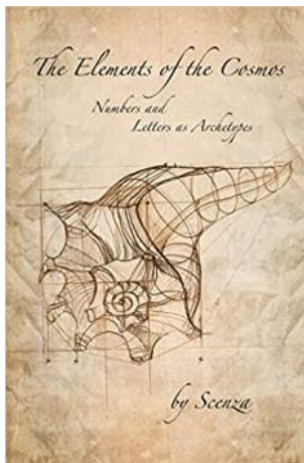 The Elements of the Cosmos
Numbers and
Letters as Archetypes
by Scenza